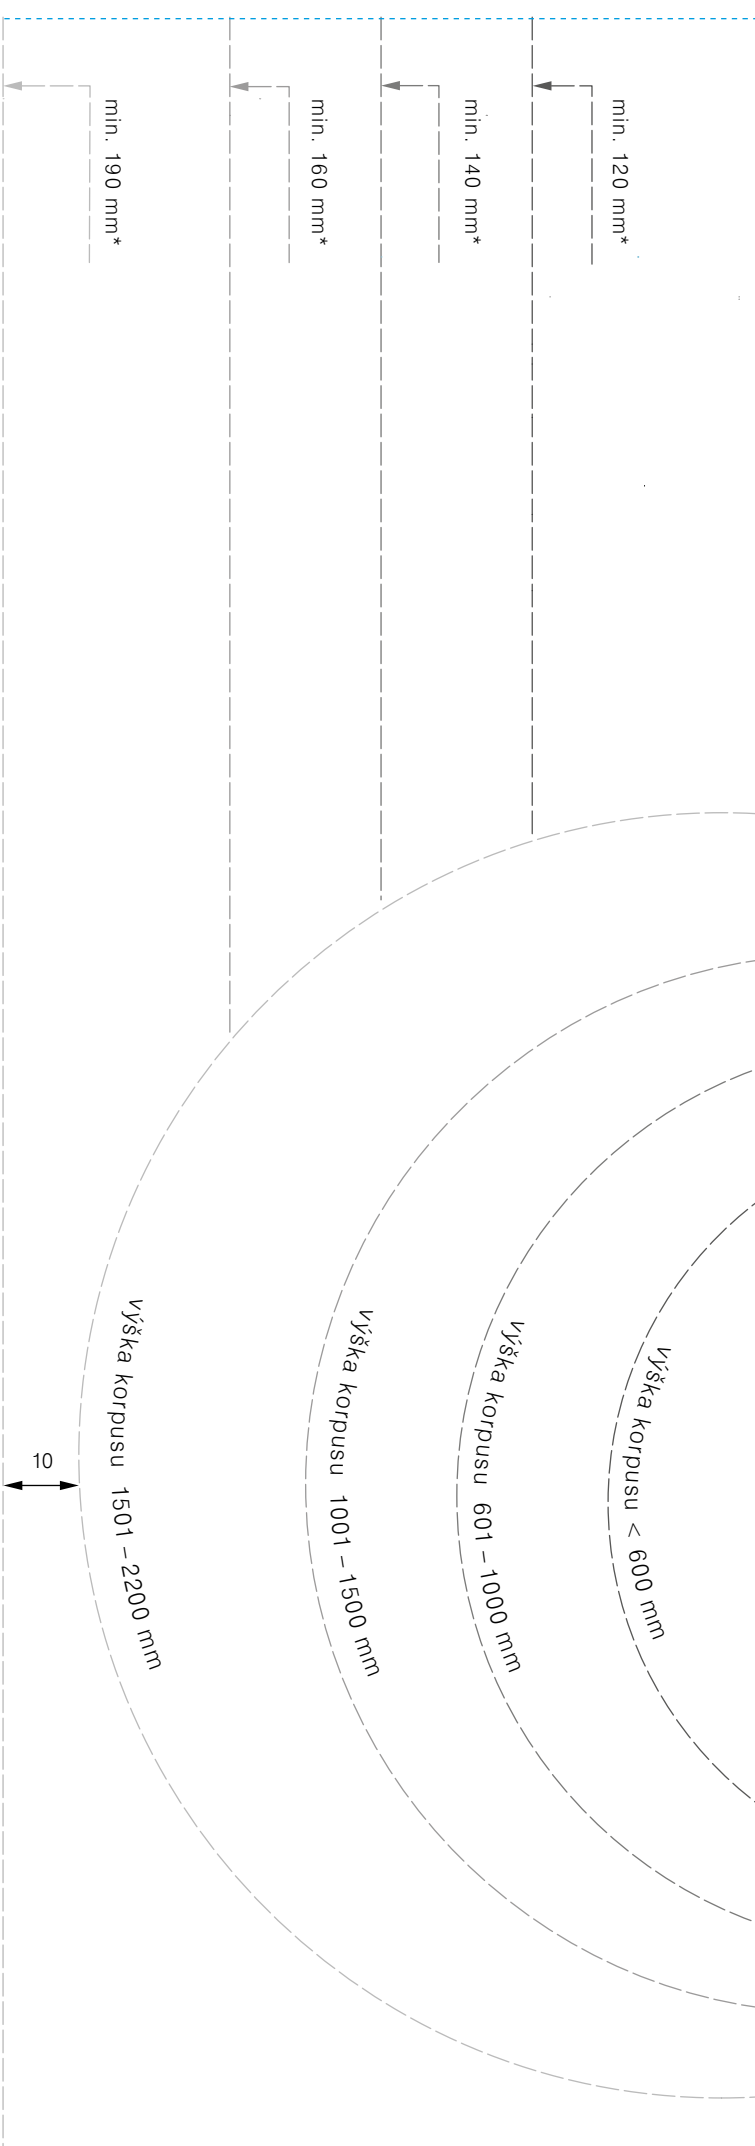 min. 190 mm*
min. 160 mm*
min. 140 mm*
min. 120 mm*
výška korpusu 1501 – 2200 mm
výška korpusu 1001 – 1500 mm
výška korpusu 601 – 1000 mm
výška korpusu < 600 mm
10